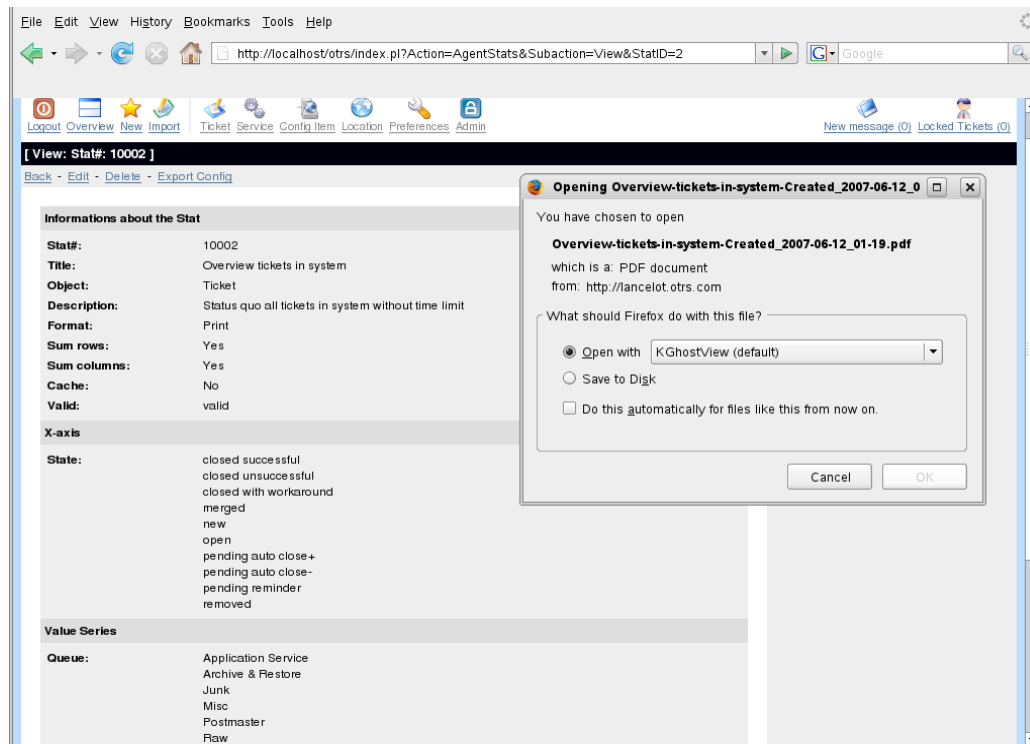 File Edit View History Bookmarks Tools Help
http://localhost/otrs/index.pl?Action=AgentStats&Subaction=View&StatID=2
G Google
Logout Overview New Import Ticket Service Config Item Location Preferences Admin New message (0) Locked Tickets (0)
[ View: Stat#: 10002 ]
Back - Edit - Delete - Export Config
Informations about the Stat
Stat#: 10002
Title: Overview tickets in system
Object: Ticket
Description: Status quo all tickets in system without time limit
Format: Print
Sum rows: Yes
Sum columns: Yes
Cache: No
Valid: valid
X-axis
State: closed successful
closed unsuccessful
closed with workaround
merged
new
open
pending auto close+
pending auto close-
pending reminder
removed
Value Series
Queue: Application Service
Archive & Restore
Junk
Misc
Postmaster
Raw
Opening Overview-tickets-in-system-Created_2007-06-12_0
You have chosen to open
Overview-tickets-in-system-Created_2007-06-12_01-19.pdf
which is a: PDF document
from: http://lancelot.otrs.com
What should Firefox do with this file?
Open with KGhostView (default)
Save to Disk
Do this automatically for files like this from now on.
Cancel OK